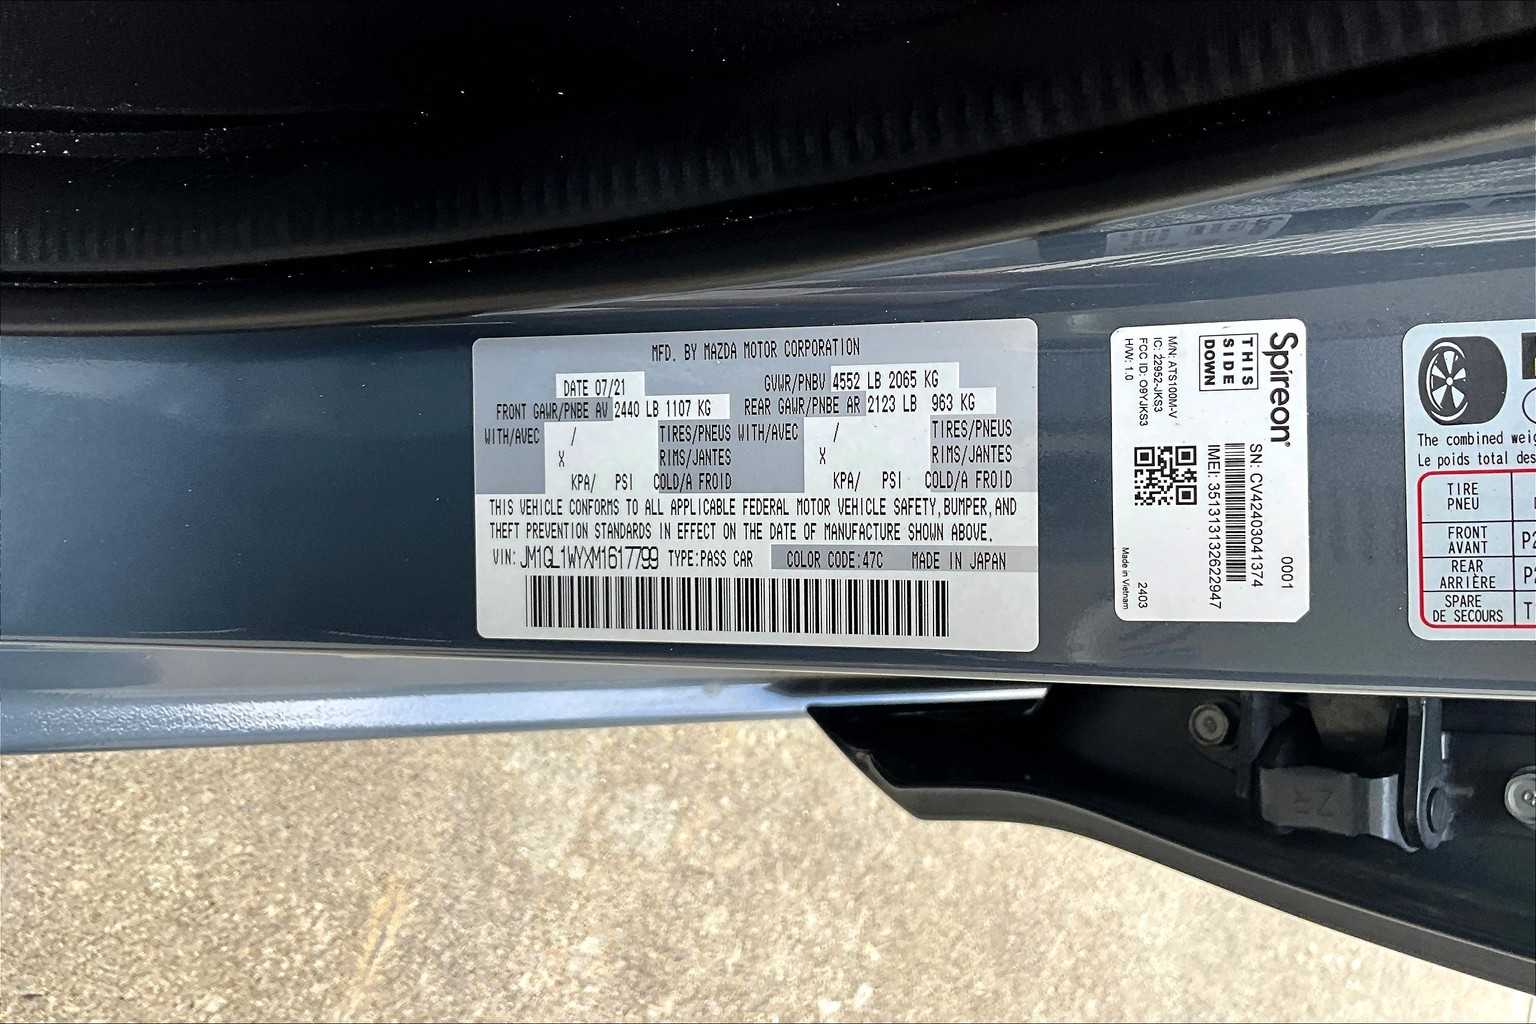 MFD. BY MAZDA MOTOR CORPORATION
DATE 07/21
GVWR/PNBV 4552 LB 2065 KG
FRONT GAWR/PNBE AV 2440 LB 1107 KG
REAR GAWR/PNBE AR 2123 LB 963 KG
WITH/AVEC / TIRES/PNEUS WITH/AVEC / TIRES/PNEUS
X RIMS/JANTES X RIMS/JANTES
KPA/ PSI COLD/A FROID KPA/ PSI COLD/A FROID
THIS VEHICLE CONFORMS TO ALL APPLICABLE FEDERAL MOTOR VEHICLE SAFETY,BUMPER,AND
THEFT PREVENTION STANDARDS IN EFFECT ON THE DATE OF MANUFACTURE SHOWN ABOVE.
VIN: JM1GL1WYXM1617799 TYPE:PASS CAR COLOR CODE:47C MADE IN JAPAN
Spireon
THIS
SIDE
DOWN
M/N: ATS100M-V
IC: 22952-JKS3
FCC ID: O9YJKS3
H/W: 1.0
SN: CV42403041374
IMEI: 351313132622947
0001
2403
Made in Vietnam
The combined
Le poids total des
TIRE
PNEU
FRONT
AVANT
REAR
ARRIÈRE
SPARE
DE SECOURS